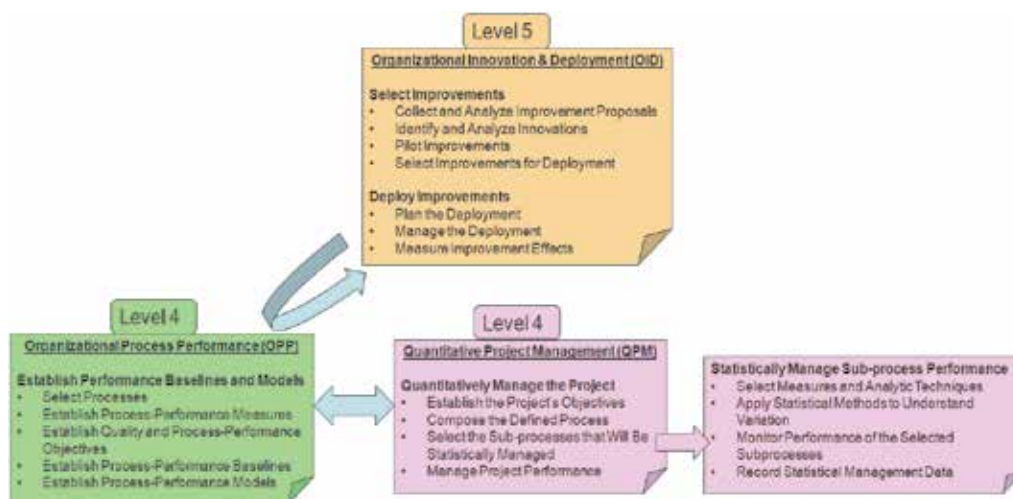 Level 5
Organizational Innovation & Deployment (OID)
Select Improvements
• Collect and Analyze Improvement Proposals
• Identify and Analyze Innovations
• Pilot Improvements
• Select Improvements for Deployment
Deploy Improvements
• Plan the Deployment
• Manage the Deployment
• Measure Improvement Effects
Level 4
Organizational Process Performance (OPP)
Establish Performance Baselines and Models
• Select Processes
• Establish Process-Performance Measures
• Establish Quality and Process-Performance
Objectives
• Establish Process-Performance Baselines
• Establish Process-Performance Models
Level 4
Quantitative Project Management (QPM)
Quantitatively Manage the Project
• Establish the Project's Objectives
• Compose the Defined Process
• Select the Sub-processes that Will Be
Statistically Managed
• Manage Project Performance
Statistically Manage Sub-process Performance
• Select Measures and Analytic Techniques
• Apply Statistical Methods to Understand
Variation
• Monitor Performance of the Selected
Subprocesses
• Record Statistical Management Data